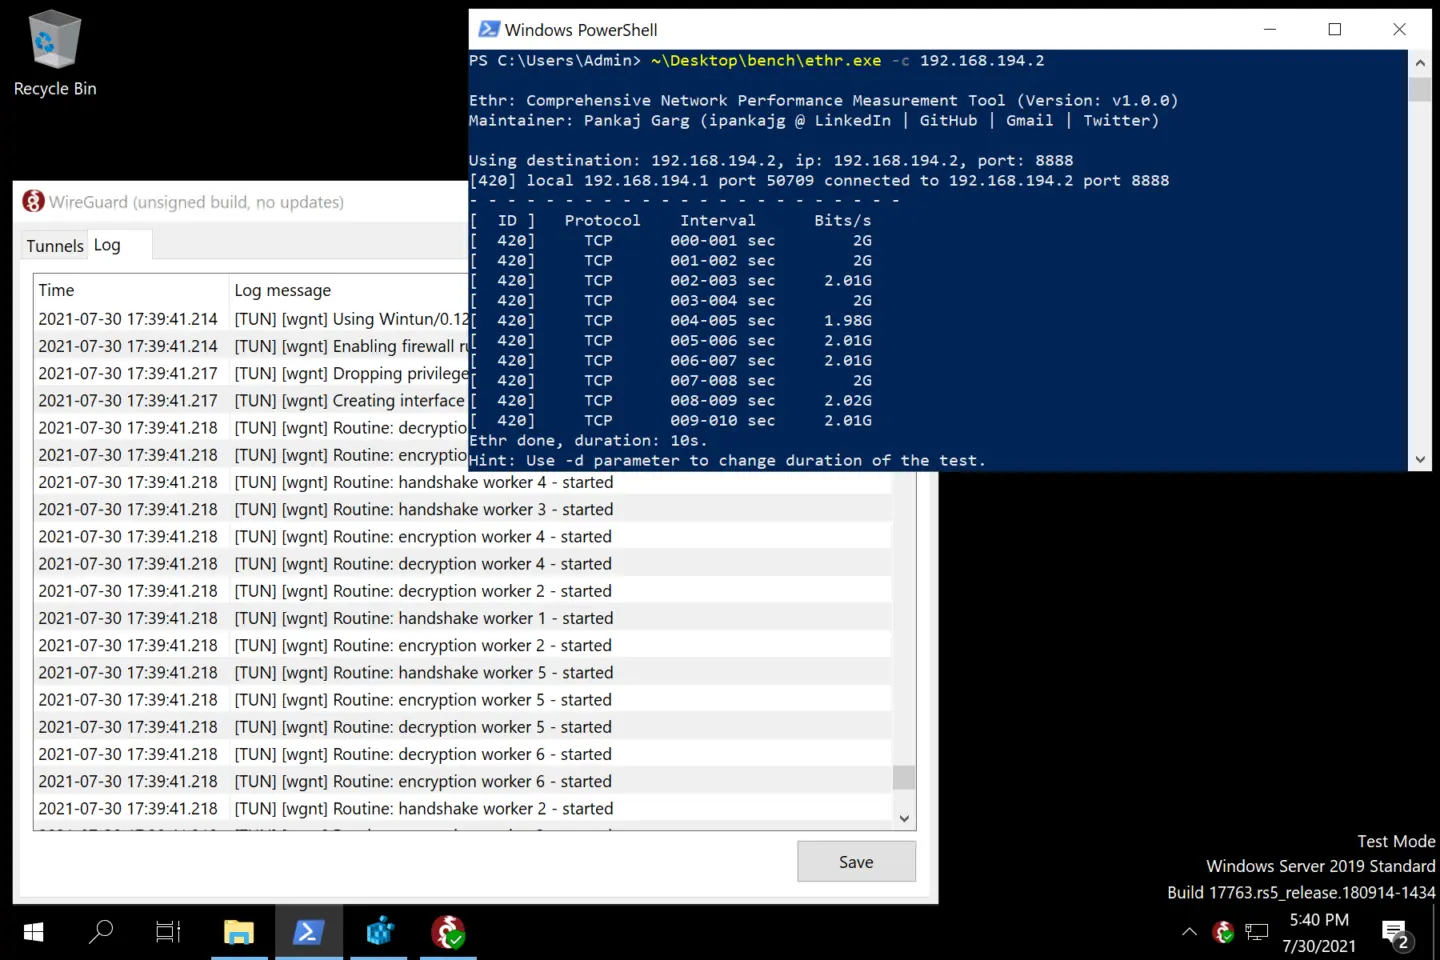 Recycle Bin
Windows PowerShell
PS C:\Users\Admin> ~\Desktop\bench\ethr.exe -c 192.168.194.2
Ethr: Comprehensive Network Performance Measurement Tool (Version: v1.0.0)
Maintainer: Pankaj Garg (ipankajg @ LinkedIn | GitHub | Gmail | Twitter)
Using destination: 192.168.194.2, ip: 192.168.194.2, port: 8888
[420] local 192.168.194.1 port 50709 connected to 192.168.194.2 port 8888
- - - - - - - - - - - - - - - - - - - - - - -
[ ID ] Protocol Interval Bits/s
[ 420] TCP 000-001 sec 2G
[ 420] TCP 001-002 sec 2G
[ 420] TCP 002-003 sec 2.01G
[ 420] TCP 003-004 sec 2G
[ 420] TCP 004-005 sec 1.98G
[ 420] TCP 005-006 sec 2.01G
[ 420] TCP 006-007 sec 2.01G
[ 420] TCP 007-008 sec 2G
[ 420] TCP 008-009 sec 2.02G
[ 420] TCP 009-010 sec 2.01G
Ethr done, duration: 10s.
Hint: Use -d parameter to change duration of the test.
WireGuard (unsigned build, no updates)
Tunnels Log
Time Log message
2021-07-30 17:39:41.214 [TUN] [wgnt] Using Wintun/0.12
2021-07-30 17:39:41.214 [TUN] [wgnt] Enabling firewall ru
2021-07-30 17:39:41.217 [TUN] [wgnt] Dropping privilege
2021-07-30 17:39:41.217 [TUN] [wgnt] Creating interface
2021-07-30 17:39:41.218 [TUN] [wgnt] Routine: decryptio
2021-07-30 17:39:41.218 [TUN] [wgnt] Routine: encryptio
2021-07-30 17:39:41.218 [TUN] [wgnt] Routine: handshake worker 4 - started
2021-07-30 17:39:41.218 [TUN] [wgnt] Routine: handshake worker 3 - started
2021-07-30 17:39:41.218 [TUN] [wgnt] Routine: encryption worker 4 - started
2021-07-30 17:39:41.218 [TUN] [wgnt] Routine: decryption worker 4 - started
2021-07-30 17:39:41.218 [TUN] [wgnt] Routine: decryption worker 2 - started
2021-07-30 17:39:41.218 [TUN] [wgnt] Routine: handshake worker 1 - started
2021-07-30 17:39:41.218 [TUN] [wgnt] Routine: encryption worker 2 - started
2021-07-30 17:39:41.218 [TUN] [wgnt] Routine: handshake worker 5 - started
2021-07-30 17:39:41.218 [TUN] [wgnt] Routine: encryption worker 5 - started
2021-07-30 17:39:41.218 [TUN] [wgnt] Routine: decryption worker 5 - started
2021-07-30 17:39:41.218 [TUN] [wgnt] Routine: decryption worker 6 - started
2021-07-30 17:39:41.218 [TUN] [wgnt] Routine: encryption worker 6 - started
2021-07-30 17:39:41.218 [TUN] [wgnt] Routine: handshake worker 2 - started
Save
Test Mode
Windows Server 2019 Standard
Build 17763.rs5_release.180914-1434
5:40 PM
7/30/2021
2